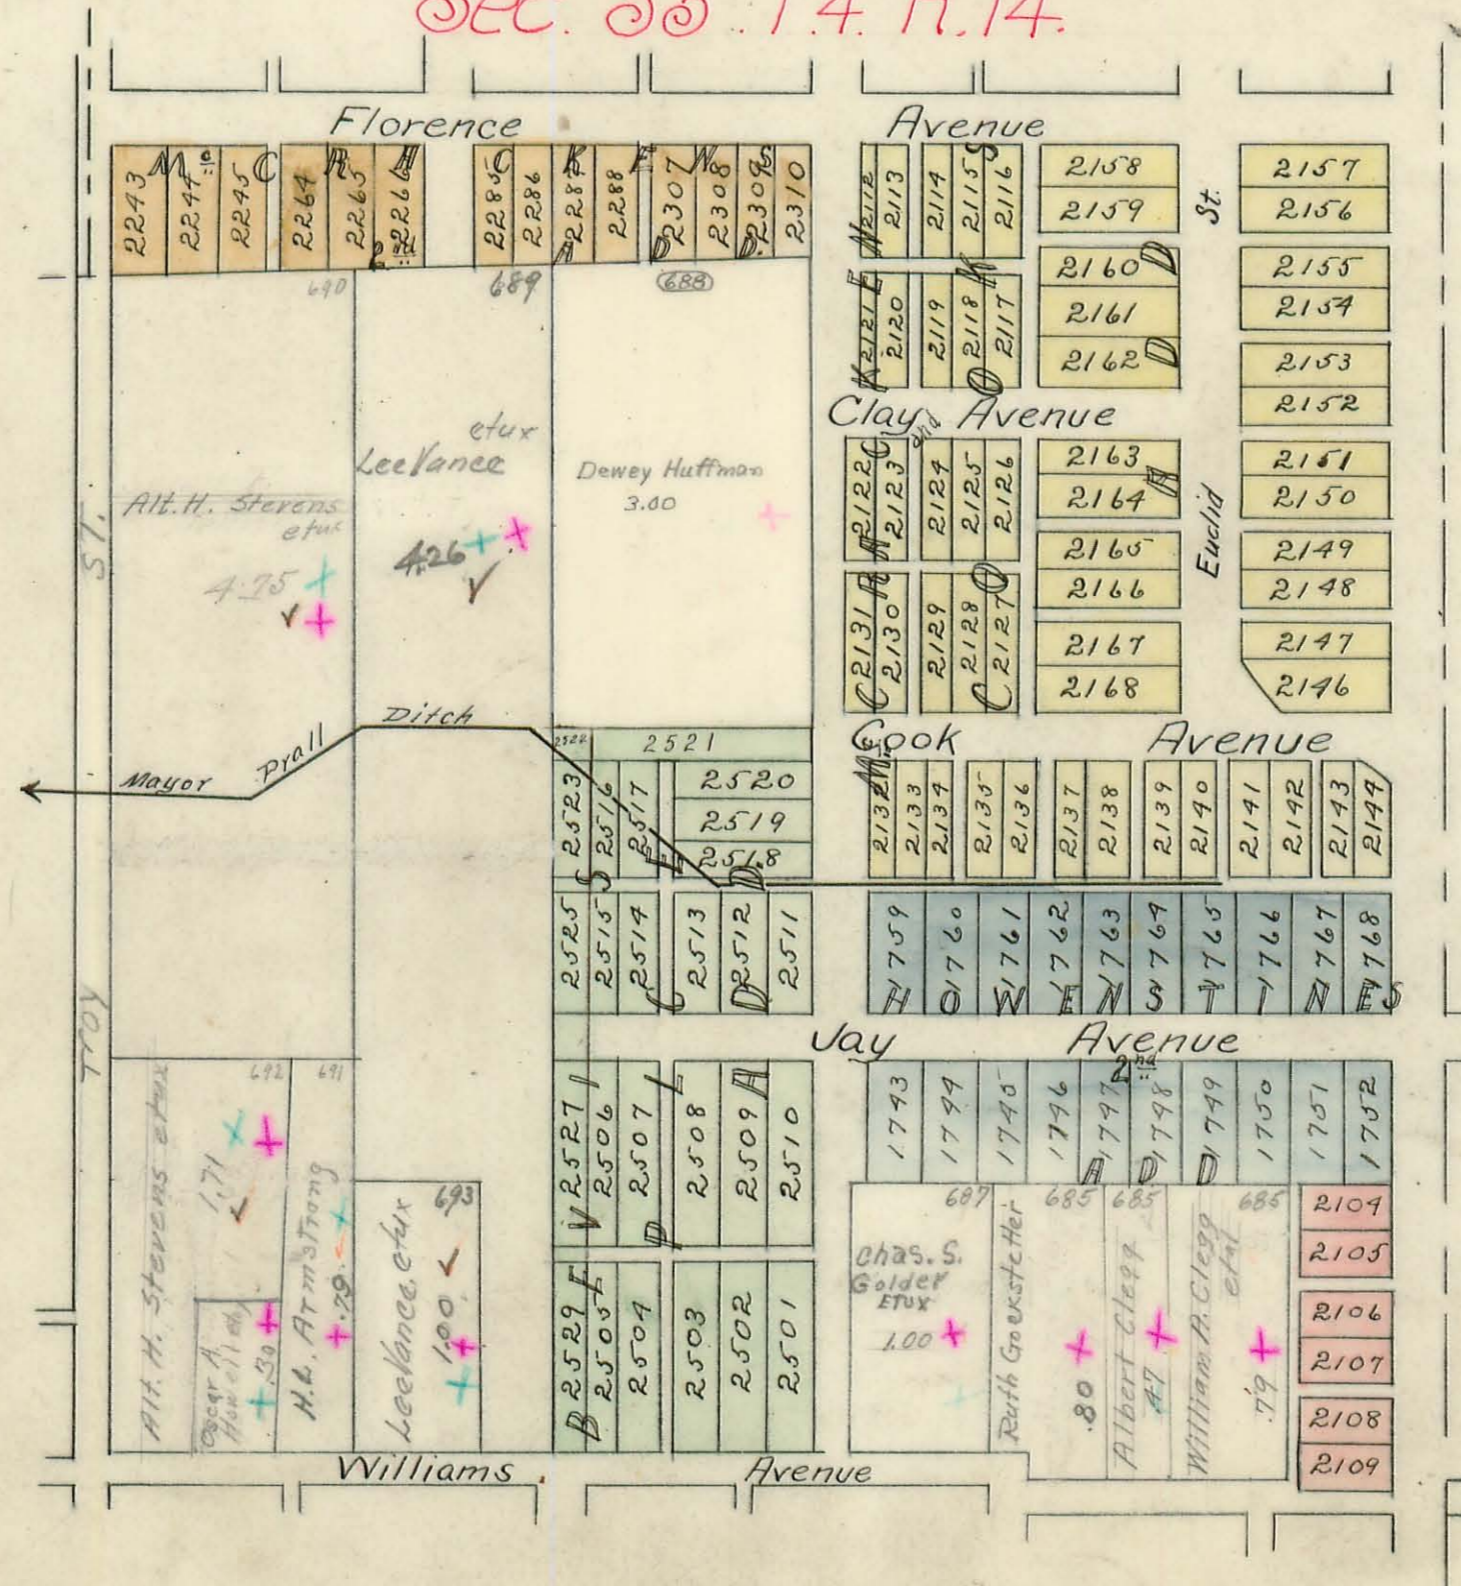 Sec. 35. T.4. R.14.
Florence Avenue
2243 2244 2245 2264 2265 2266 2285 2286 2287 2288 2307 2308 2309 2310
2112 2113 2114 2115 2116
2158 2157
2159 2156
St.
2160 2155
2161 2154
2162 2153
2121 2120 2119 2118 2117
2152
690 689 688
Clay Avenue
etux
Lee Vance
4.26
Dewey Huffman
3.00
Alt. H. Stevens
etux
4.75
ST.
2122 2123 2124 2125 2126
2163 2151
2164 2150
Euclid
2165 2149
2166 2148
2131 2130 2129 2128 2127
2167 2147
2168 2146
Mayor Prall Ditch
Cook Avenue
2522 2521
2523 2516 2517
2520
2519
2518
2132 2133 2134 2135 2136 2137 2138 2139 2140 2141 2142 2143 2144
2525 2515 2514 2513 2512 2511
1759 1760 1761 1762 1763 1764 1765 1766 1767 1768
HOWENSTINES
TROY
Jay Avenue
2nd
ADD
692 691
2527 2506 2507 2508 2509 2510
1743 1744 1745 1746 1747 1748 1749 1750 1751 1752
Alt. H. Stevens etux
1.71
H.L. Armstrong
.79
693
Lee Vance etux
1.00
Oscar A.
Howell
.30
2529 2505 2504 2503 2502 2501
687
Chas. S.
Golder
ETUX
1.00
685
Ruth Goekstetter
.80
685
Albert Clegg
.47
685
William A. Clegg
etal
.79
2104
2105
2106
2107
2108
2109
Williams Avenue